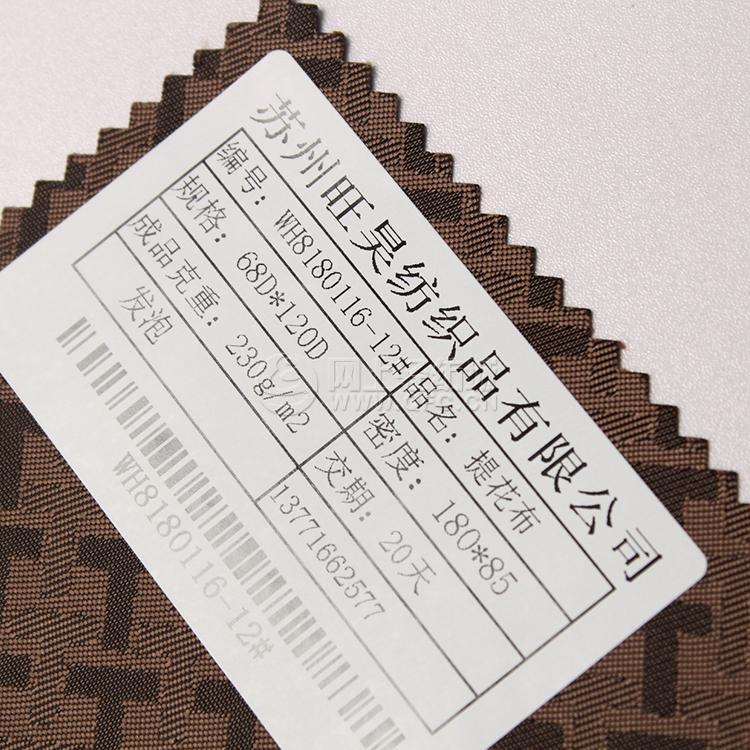 苏州旺昊纺织品有限公司
编号: WH8180116-12# 品名: 提花布
规格: 68D*120D 密度: 180*85
成品克重: 230g/m2 交期: 20天
发泡 13771662577
WH8180116-12#